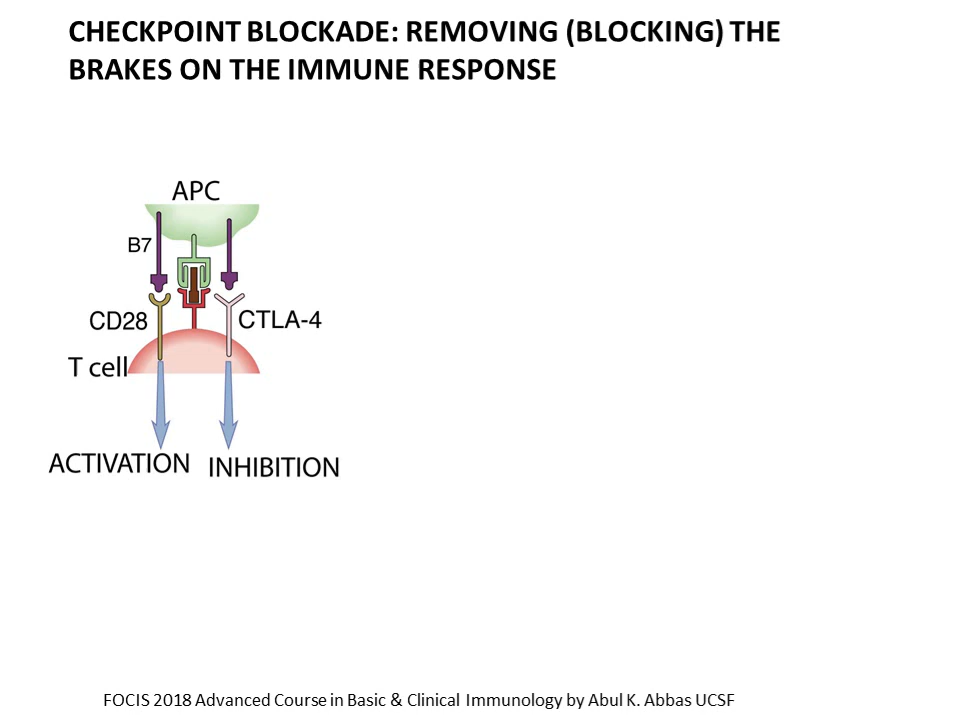 CHECKPOINT BLOCKADE: REMOVING (BLOCKING) THE
BRAKES ON THE IMMUNE RESPONSE
APC
B7
CD28
CTLA-4
T cell
ACTIVATION
INHIBITION
FOCIS 2018 Advanced Course in Basic & Clinical Immunology by Abul K. Abbas UCSF